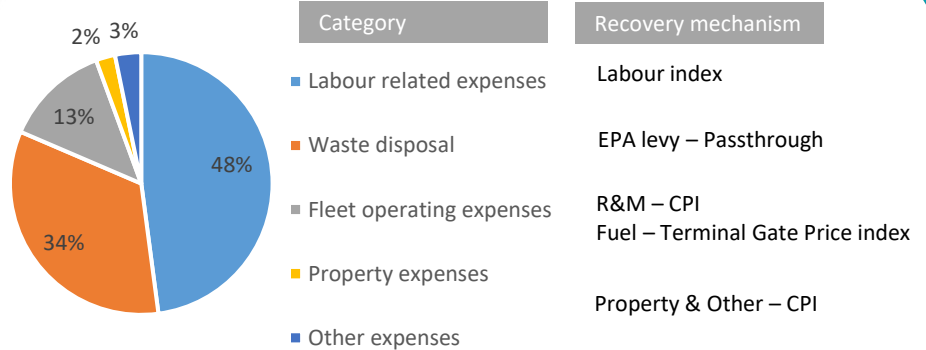 2%
3%
13%
48%
34%
Category
Labour related expenses
Waste disposal
Fleet operating expenses
Property expenses
Other expenses
Recovery mechanism
Labour index
EPA levy – Passthrough
R&M – CPI
Fuel – Terminal Gate Price index
Property & Other – CPI